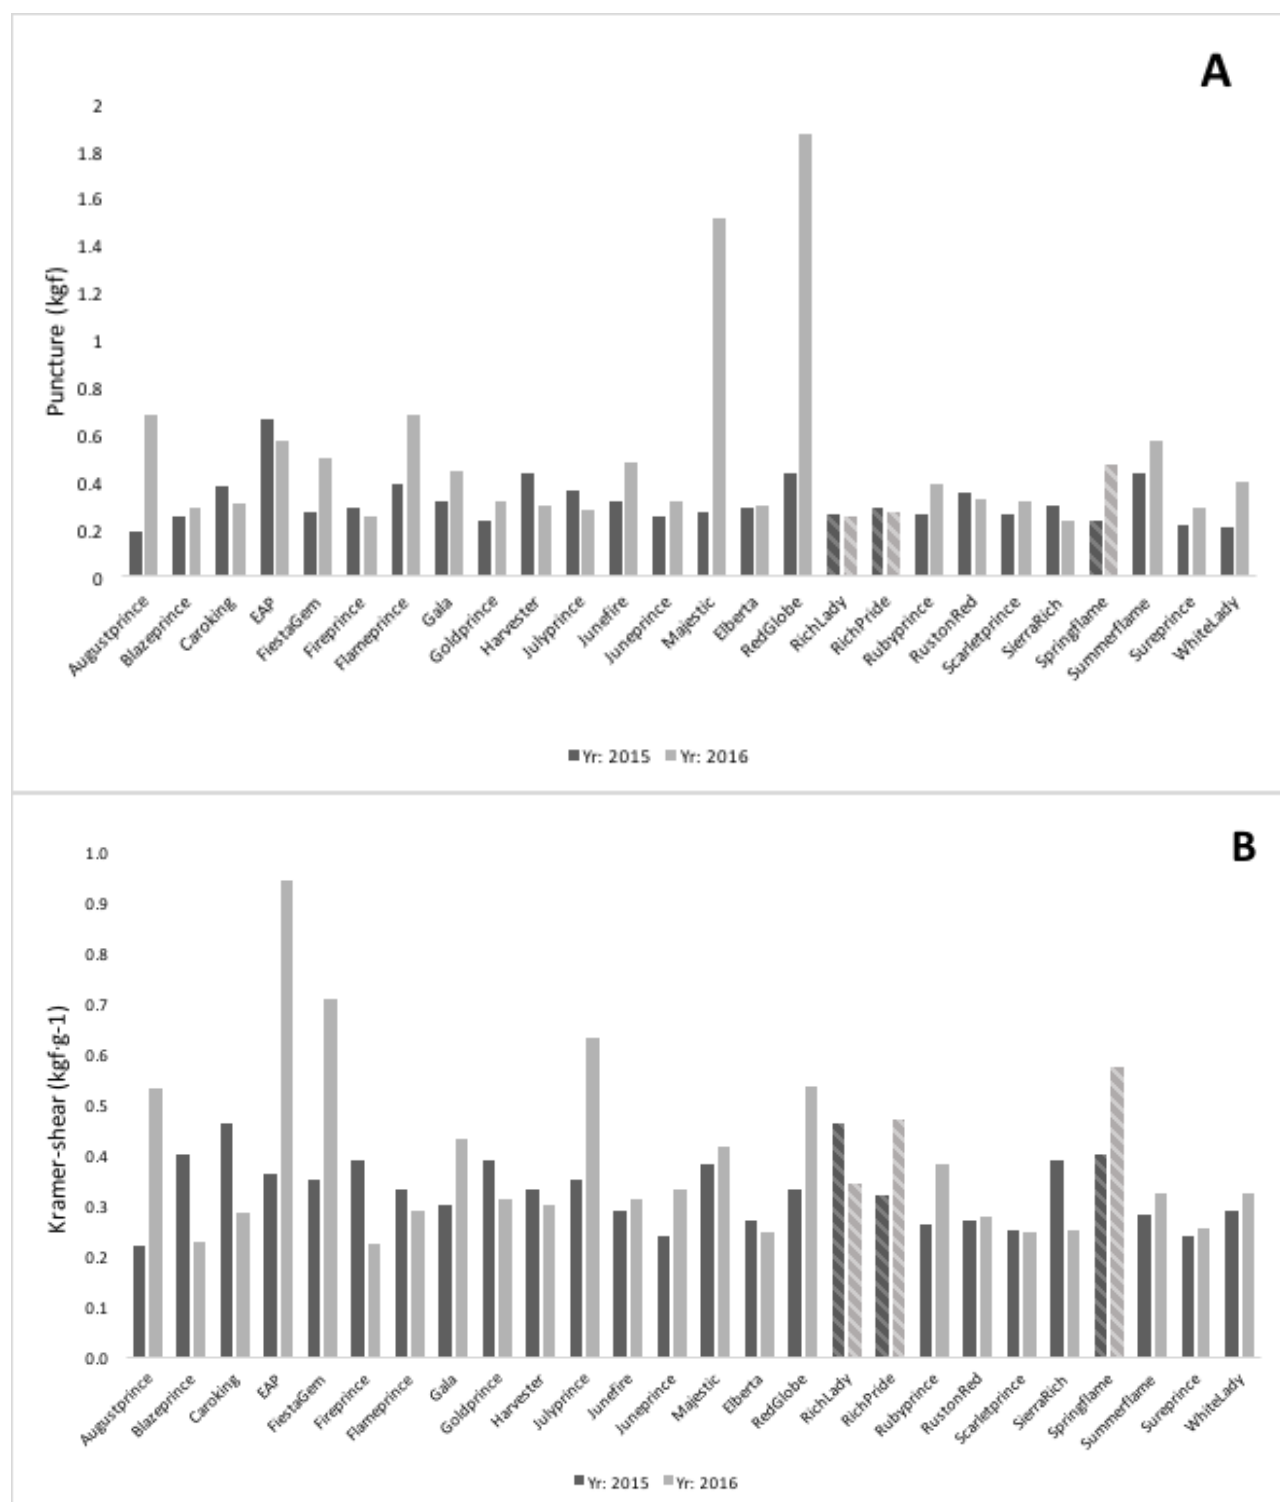 A
Puncture (kgf)
2
1.8
1.6
1.4
1.2
1
0.8
0.6
0.4
0.2
0
Augustprince
Blazeprince
Caroking
EAP
FiestaGem
Fireprince
Flameprince
Gala
Goldprince
Harvester
Julyprince
Junefire
Juneprince
Majestic
Elberta
RedGlobe
RichLady
RichPride
Rubyprince
RustonRed
Scarletprince
SierraRich
Springflame
Summerflame
Sureprince
WhiteLady
Yr: 2015 Yr: 2016
B
Kramer-shear (kgf·g-1)
1.0
0.9
0.8
0.7
0.6
0.5
0.4
0.3
0.2
0.1
0.0
Augustprince
Blazeprince
Caroking
EAP
FiestaGem
Fireprince
Flameprince
Gala
Goldprince
Harvester
Julyprince
Junefire
Juneprince
Majestic
Elberta
RedGlobe
RichLady
RichPride
Rubyprince
RustonRed
Scarletprince
SierraRich
Springflame
Summerflame
Sureprince
WhiteLady
Yr: 2015 Yr: 2016